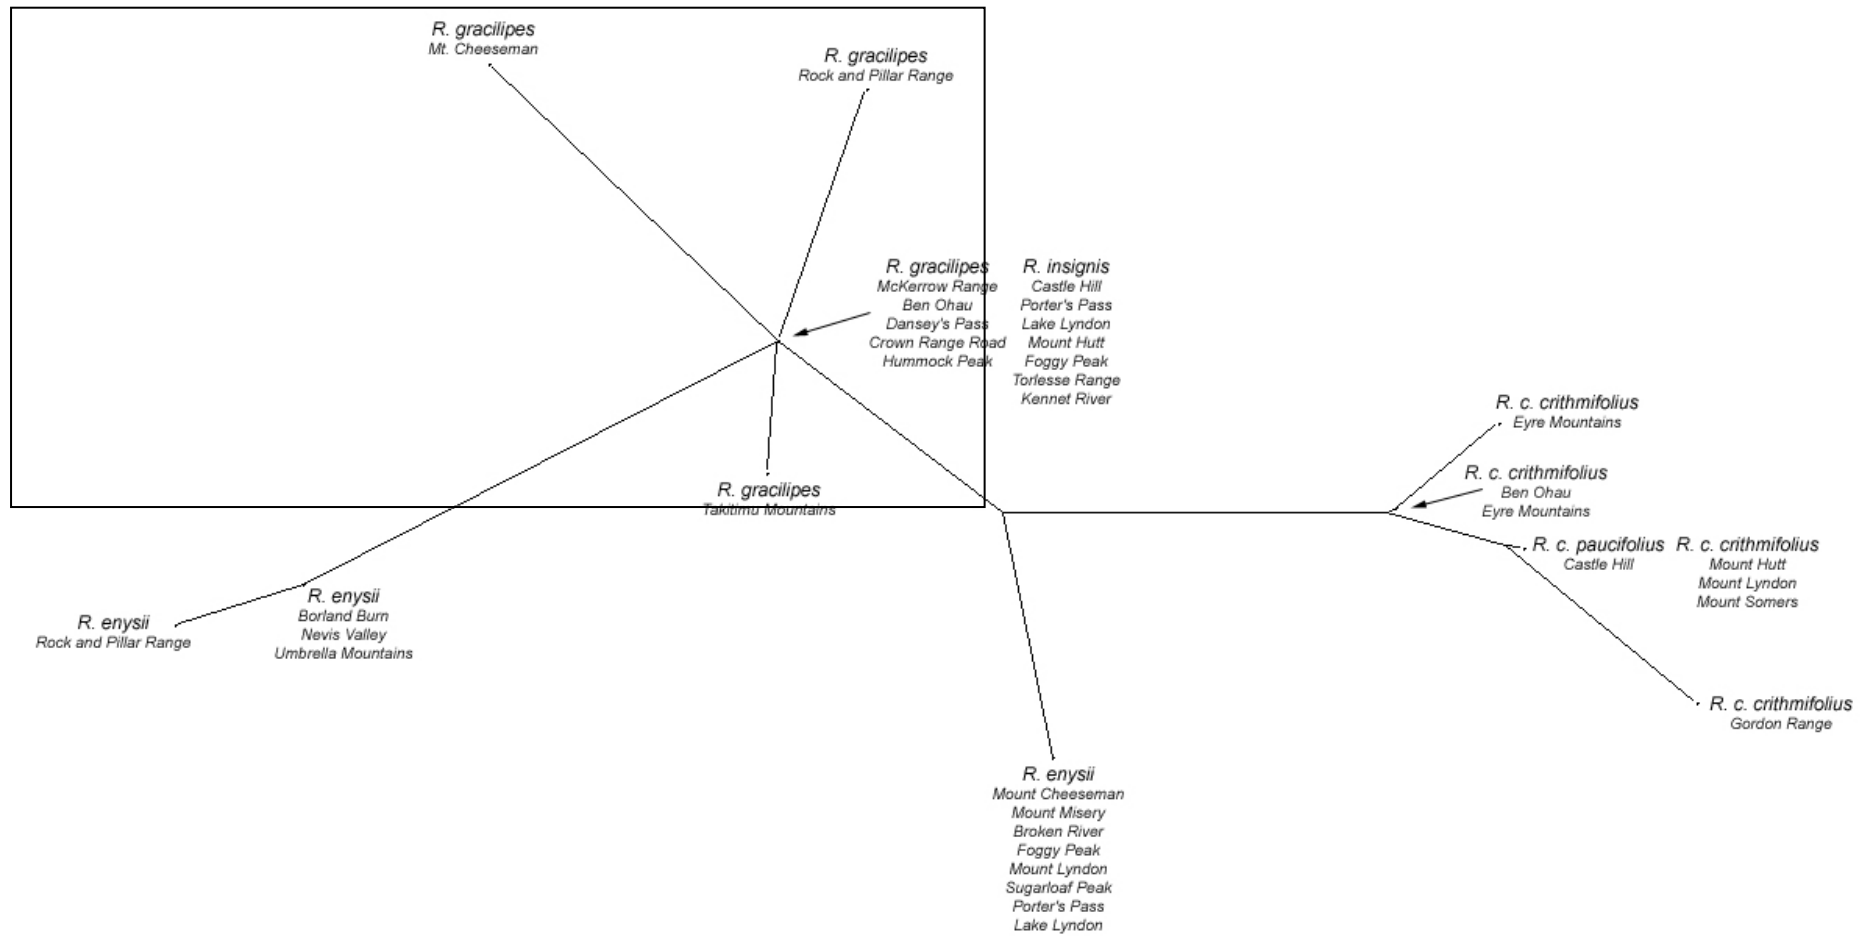 R. gracilipes
Mt. Cheeseman
R. gracilipes
Rock and Pillar Range
R. gracilipes
McKerrow Range
Ben Ohau
Dansey's Pass
Crown Range Road
Hummock Peak
R. insignis
Castle Hill
Porter's Pass
Lake Lyndon
Mount Hutt
Foggy Peak
Torlesse Range
Kennet River
R. gracilipes
Takitimu Mountains
R. c. crithmifolius
Eyre Mountains
R. c. crithmifolius
Ben Ohau
Eyre Mountains
R. c. paucifolius
Castle Hill
R. c. crithmifolius
Mount Hutt
Mount Lyndon
Mount Somers
R. c. crithmifolius
Gordon Range
R. enysii
Rock and Pillar Range
R. enysii
Borland Burn
Nevis Valley
Umbrella Mountains
R. enysii
Mount Cheeseman
Mount Misery
Broken River
Foggy Peak
Mount Lyndon
Sugarloaf Peak
Porter's Pass
Lake Lyndon